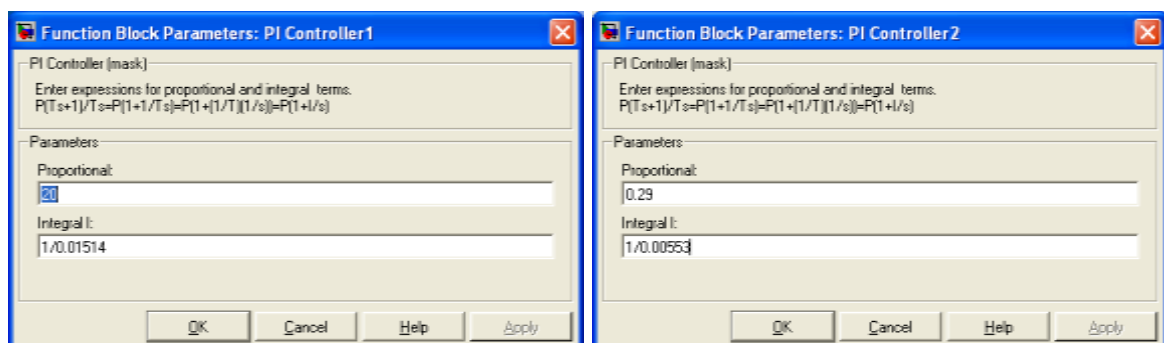 Function Block Parameters: PI Controller1
PI Controller (mask)
Enter expressions for proportional and integral terms.
P(Ts+1)/Ts=P(1+1/Ts)=P(1+(1/T)(1/s))=P(1+I/s)
Parameters
Proportional:
20
Integral I:
1/0.01514
OK Cancel Help Apply
Function Block Parameters: PI Controller2
PI Controller (mask)
Enter expressions for proportional and integral terms.
P(Ts+1)/Ts=P(1+1/Ts)=P(1+(1/T)(1/s))=P(1+I/s)
Parameters
Proportional:
0.29
Integral I:
1/0.00553
OK Cancel Help Apply